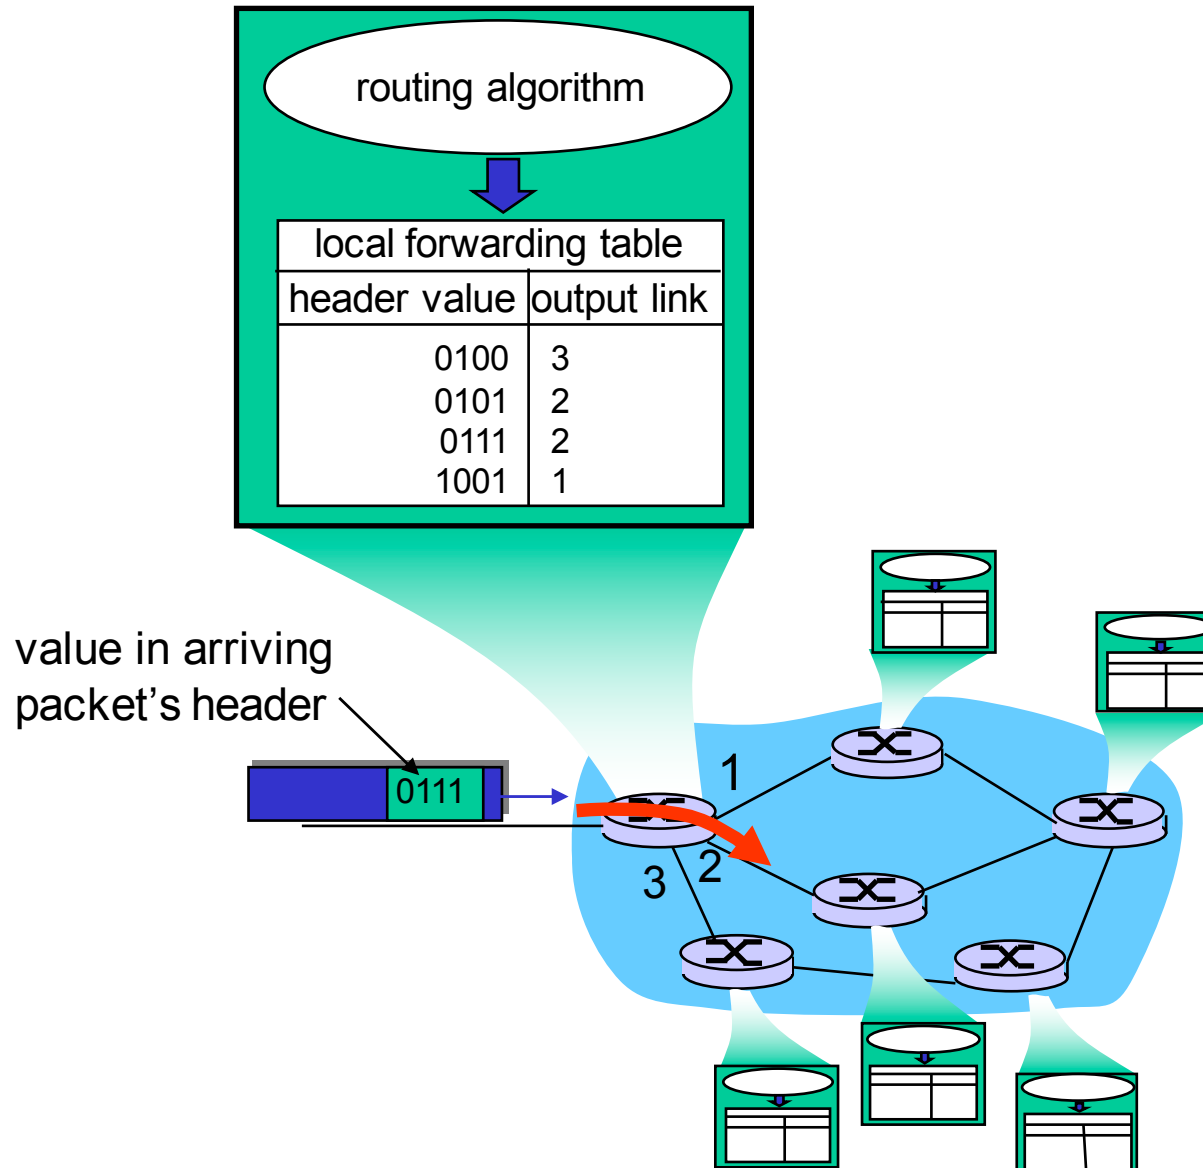 routing algorithm
local forwarding table
header value output link
0100 3
0101 2
0111 2
1001 1
value in arriving
packet’s header
0111
1
2
3